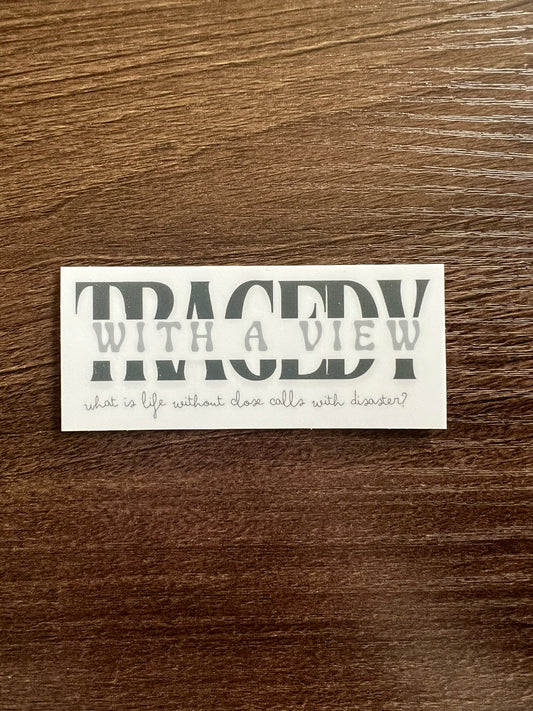 TRAGEDY
WITH A VIEW
what is life without close calls with disaster?